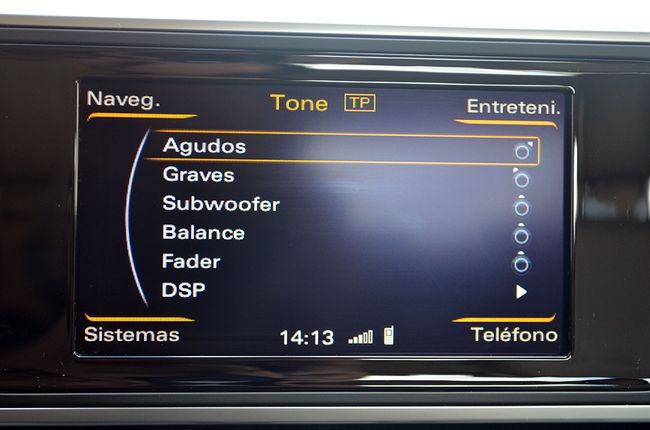 Naveg. Tone TP Entreteni.
Agudos
Graves
Subwoofer
Balance
Fader
DSP
Sistemas 14:13 Teléfono